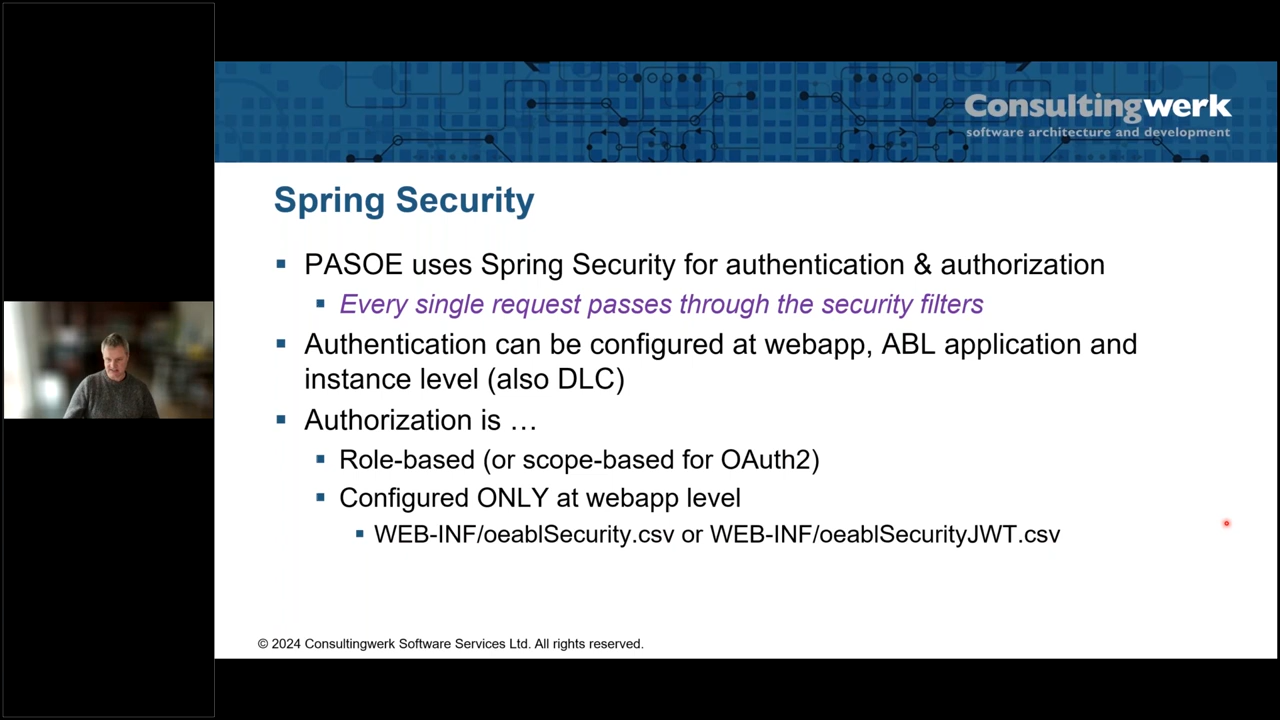 Consultingwerk
software architecture and development
Spring Security
PASOE uses Spring Security for authentication & authorization
Every single request passes through the security filters
Authentication can be configured at webapp, ABL application and
instance level (also DLC)
Authorization is …
Role-based (or scope-based for OAuth2)
Configured ONLY at webapp level
WEB-INF/oeablSecurity.csv or WEB-INF/oeablSecurityJWT.csv
© 2024 Consultingwerk Software Services Ltd. All rights reserved.